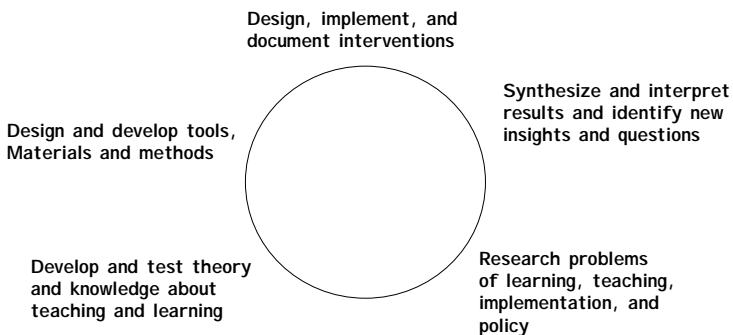 Design, implement, and
document interventions
Synthesize and interpret
results and identify new
insights and questions
Design and develop tools,
Materials and methods
Develop and test theory
and knowledge about
teaching and learning
Research problems
of learning, teaching,
implementation, and
policy